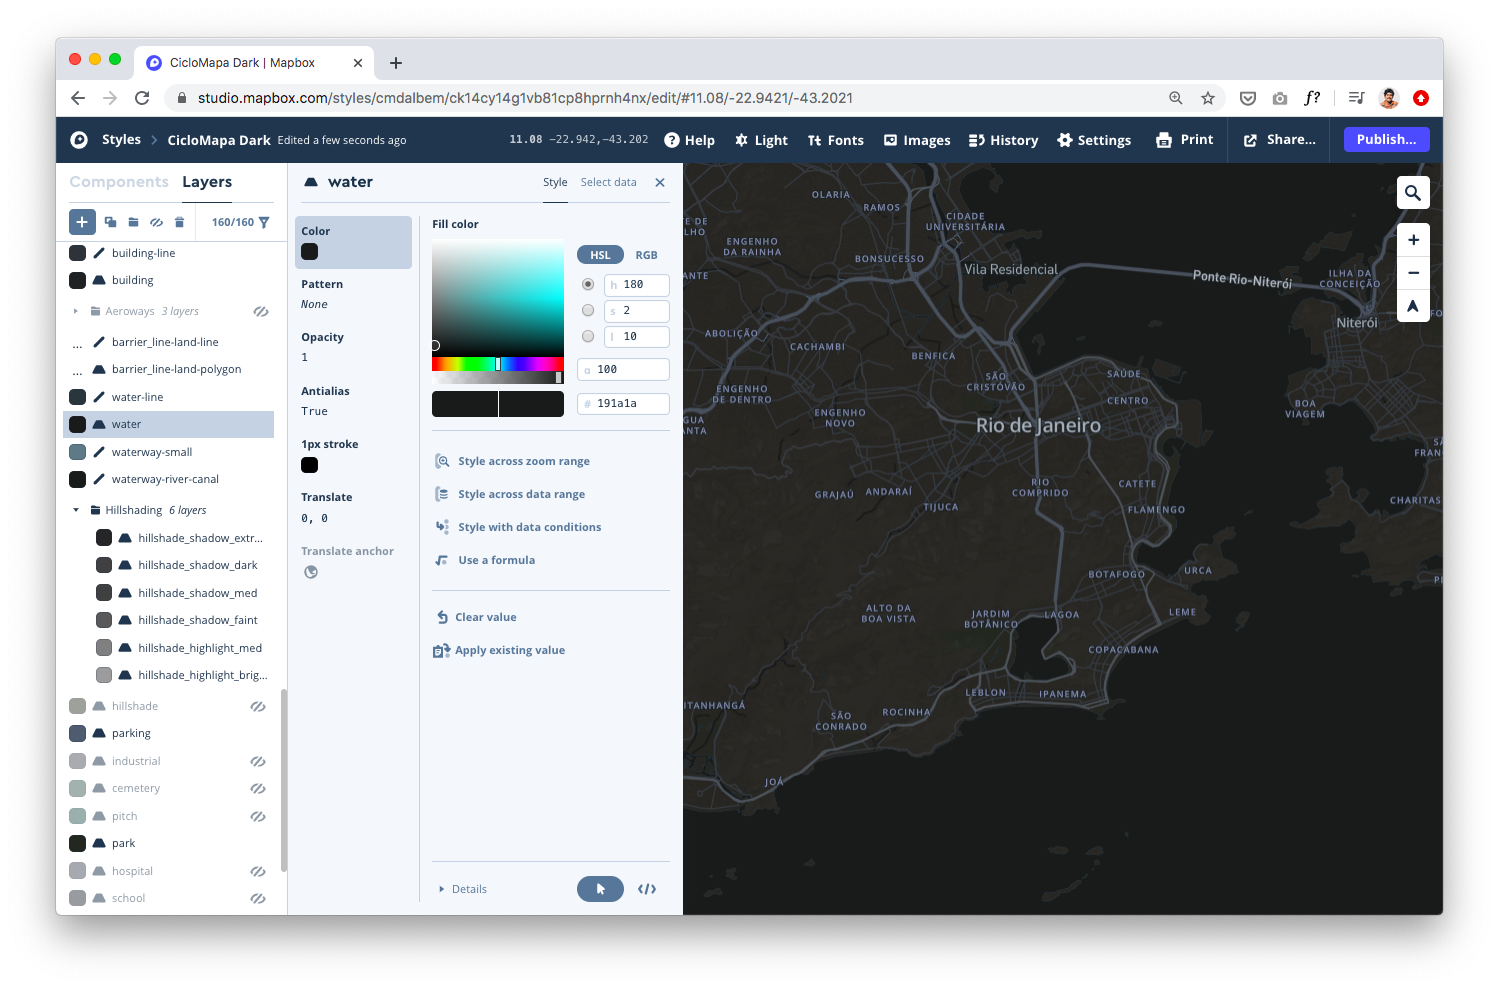 CicloMapa Dark | Mapbox
studio.mapbox.com/styles/cmdalbem/ck14cy14g1vb81cp8hprnh4nx/edit/#11.08/-22.9421/-43.2021
f?
Styles
CicloMapa Dark Edited a few seconds ago
11.08 −22.942,−43.202
Help
Light
Fonts
Images
History
Settings
Print
Share...
Publish...
Components
Layers
160/160
building-line
building
Aeroways 3 layers
... barrier_line-land-line
... barrier_line-land-polygon
water-line
water
waterway-small
waterway-river-canal
Hillshading 6 layers
hillshade_shadow_extr...
hillshade_shadow_dark
hillshade_shadow_med
hillshade_shadow_faint
hillshade_highlight_med
hillshade_highlight_brig...
hillshade
parking
industrial
cemetery
pitch
park
hospital
school
water
Style
Select data
Color
Pattern
None
Opacity
1
Antialias
True
1px stroke
Translate
0, 0
Translate anchor
Fill color
HSL
RGB
h 180
s 2
l 10
a 100
# 191a1a
Style across zoom range
Style across data range
Style with data conditions
Use a formula
Clear value
Apply existing value
Details
OLARIA
RAMOS
CIDADE
UNIVERSITÁRIA
TE DE
LHO
ENGENHO
DA RAINHA
BONSUCESSO
Vila Residencial
Ponte Rio-Niterói
ILHA DA
CONCEIÇÃO
ANTE
Niterói
ABOLIÇÃO
CACHAMBI
BENFICA
SÃO
CRISTÓVÃO
SAÚDE
CENTRO
ENGENHO
DE DENTRO
ENGENHO
NOVO
BOA
VIAGEM
GUA
ANTA
Rio de Janeiro
FRANC
GRAJAÚ
ANDARAÍ
TIJUCA
RIO
COMPRIDO
CATETE
FLAMENGO
CHARITAS
BOTAFOGO
URCA
ALTO DA
BOA VISTA
JARDIM
BOTÂNICO
LAGOA
LEME
COPACABANA
LEBLON
IPANEMA
ITANHANGÁ
SÃO
CONRADO
ROCINHA
JOÁ